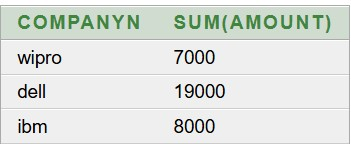 COMPANYN SUM(AMOUNT)
wipro 7000
dell 19000
ibm 8000